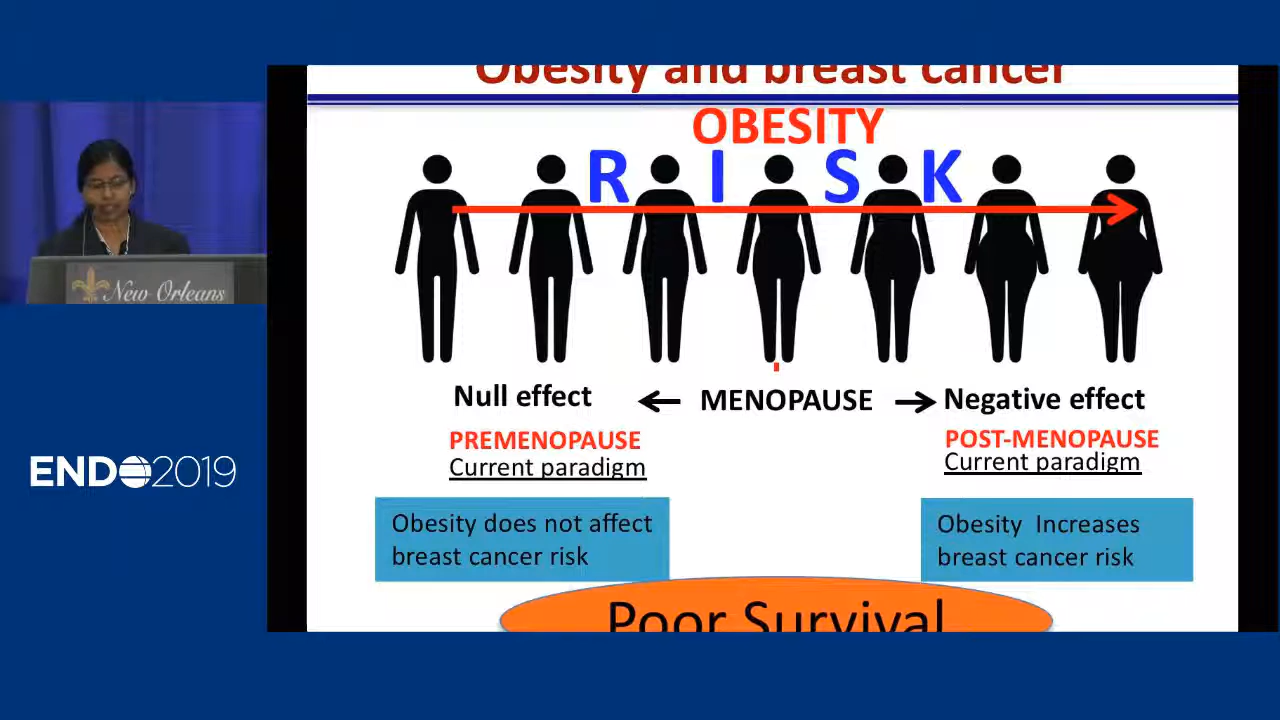 Obesity and breast cancer
OBESITY
R I S K
Null effect
MENOPAUSE
Negative effect
PREMENOPAUSE
Current paradigm
POST-MENOPAUSE
Current paradigm
Obesity does not affect
breast cancer risk
Obesity Increases
breast cancer risk
Poor Survival
New Orleans
ENDO2019